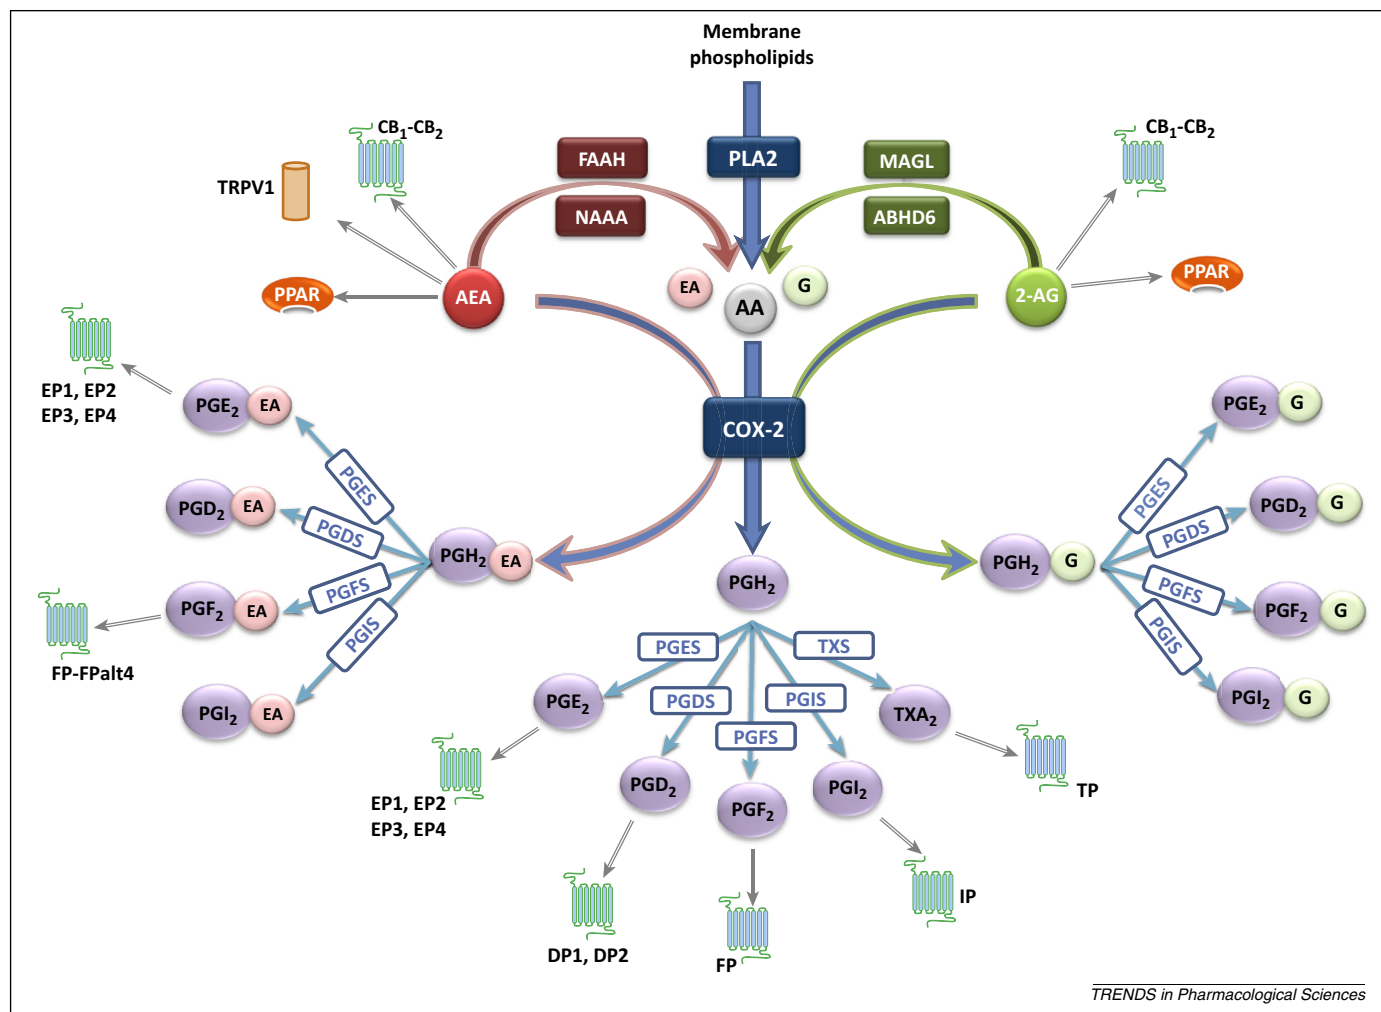 Membrane
phospholipids
CB1-CB2
FAAH
PLA2
MAGL
CB1-CB2
TRPV1
NAAA
ABHD6
PPAR
AEA
EA
AA
G
2-AG
PPAR
EP1, EP2
EP3, EP4
PGE2 EA
COX-2
PGE2 G
PGES
PGES
PGD2 EA
PGDS
PGD2 G
PGDS
PGH2 EA
PGH2
PGH2 G
PGF2 EA
PGFS
PGF2 G
PGFS
FP-FPalt4
PGIS
PGIS
PGI2 EA
PGI2 G
PGES
TXS
PGE2
PGDS
PGIS
TXA2
PGFS
PGD2
PGF2
PGI2
TP
EP1, EP2
EP3, EP4
IP
DP1, DP2
FP
TRENDS in Pharmacological Sciences